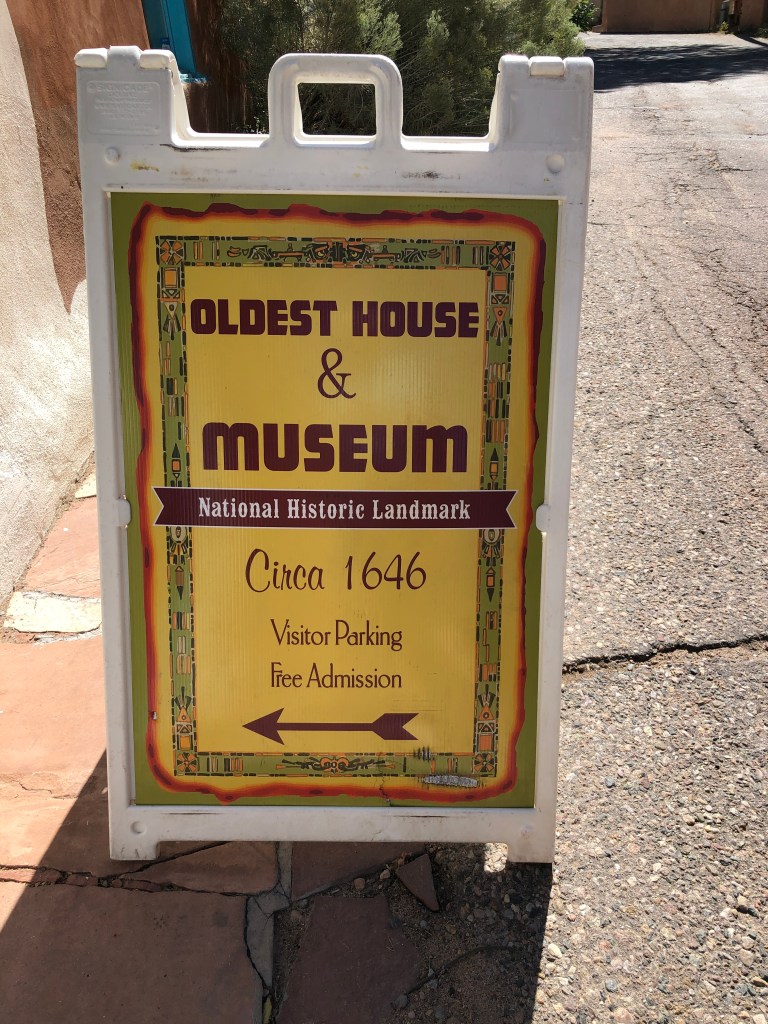 OLDEST HOUSE
&
MUSEUM
National Historic Landmark
Circa 1646
Visitor Parking
Free Admission